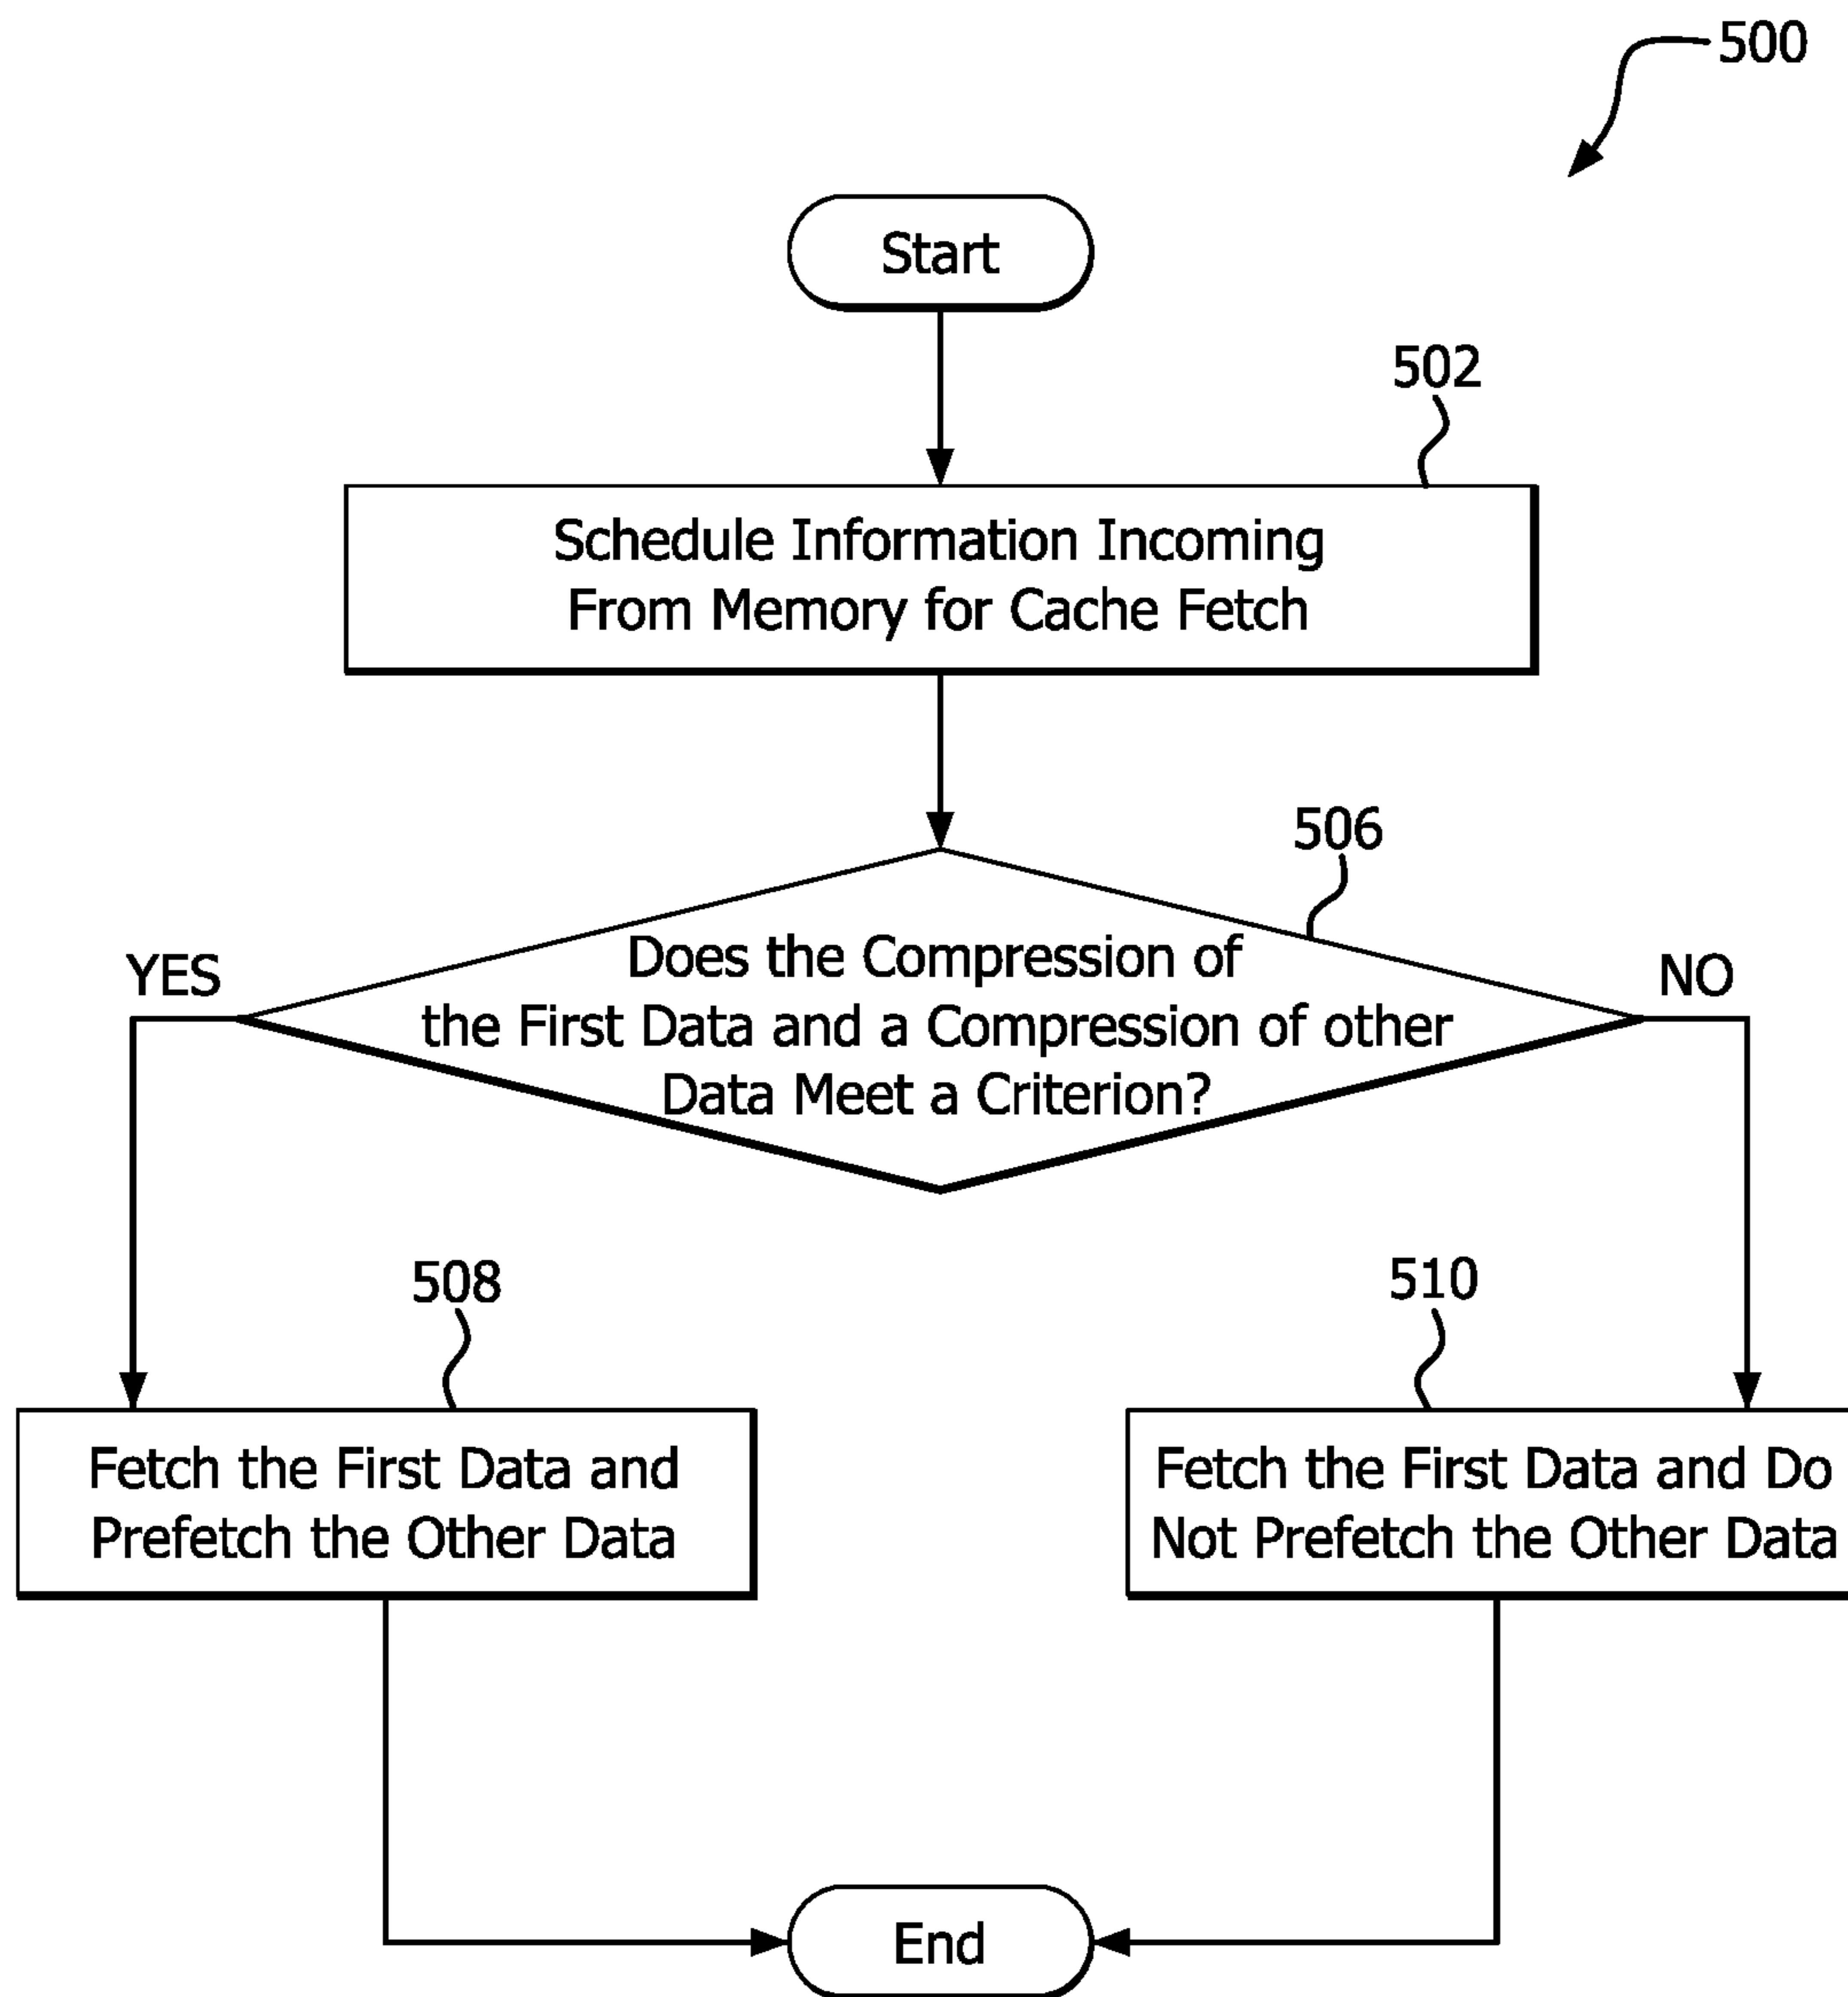 500
Start
502
Schedule Information Incoming
From Memory for Cache Fetch
506
Does the Compression of
the First Data and a Compression of other
Data Meet a Criterion?
YES
NO
508
Fetch the First Data and
Prefetch the Other Data
510
Fetch the First Data and Do
Not Prefetch the Other Data
End